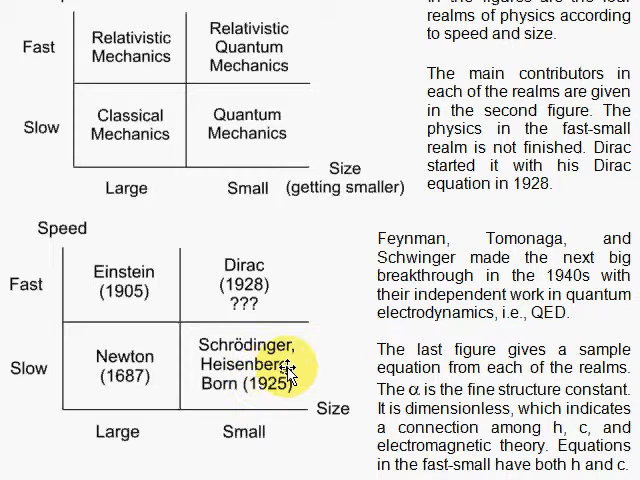 Fast
Relativistic
Mechanics
Relativistic
Quantum
Mechanics
Slow
Classical
Mechanics
Quantum
Mechanics
Size
(getting smaller)
Large
Small
realms of physics according
to speed and size.
The main contributors in
each of the realms are given
in the second figure. The
physics in the fast-small
realm is not finished. Dirac
started it with his Dirac
equation in 1928.
Speed
Fast
Einstein
(1905)
Dirac
(1928)
???
Slow
Newton
(1687)
Schrödinger,
Heisenberg,
Born (1925)
Size
Large
Small
Feynman, Tomonaga, and
Schwinger made the next big
breakthrough in the 1940s with
their independent work in quantum
electrodynamics, i.e., QED.
The last figure gives a sample
equation from each of the realms.
The α is the fine structure constant.
It is dimensionless, which indicates
a connection among h, c, and
electromagnetic theory. Equations
in the fast-small have both h and c.